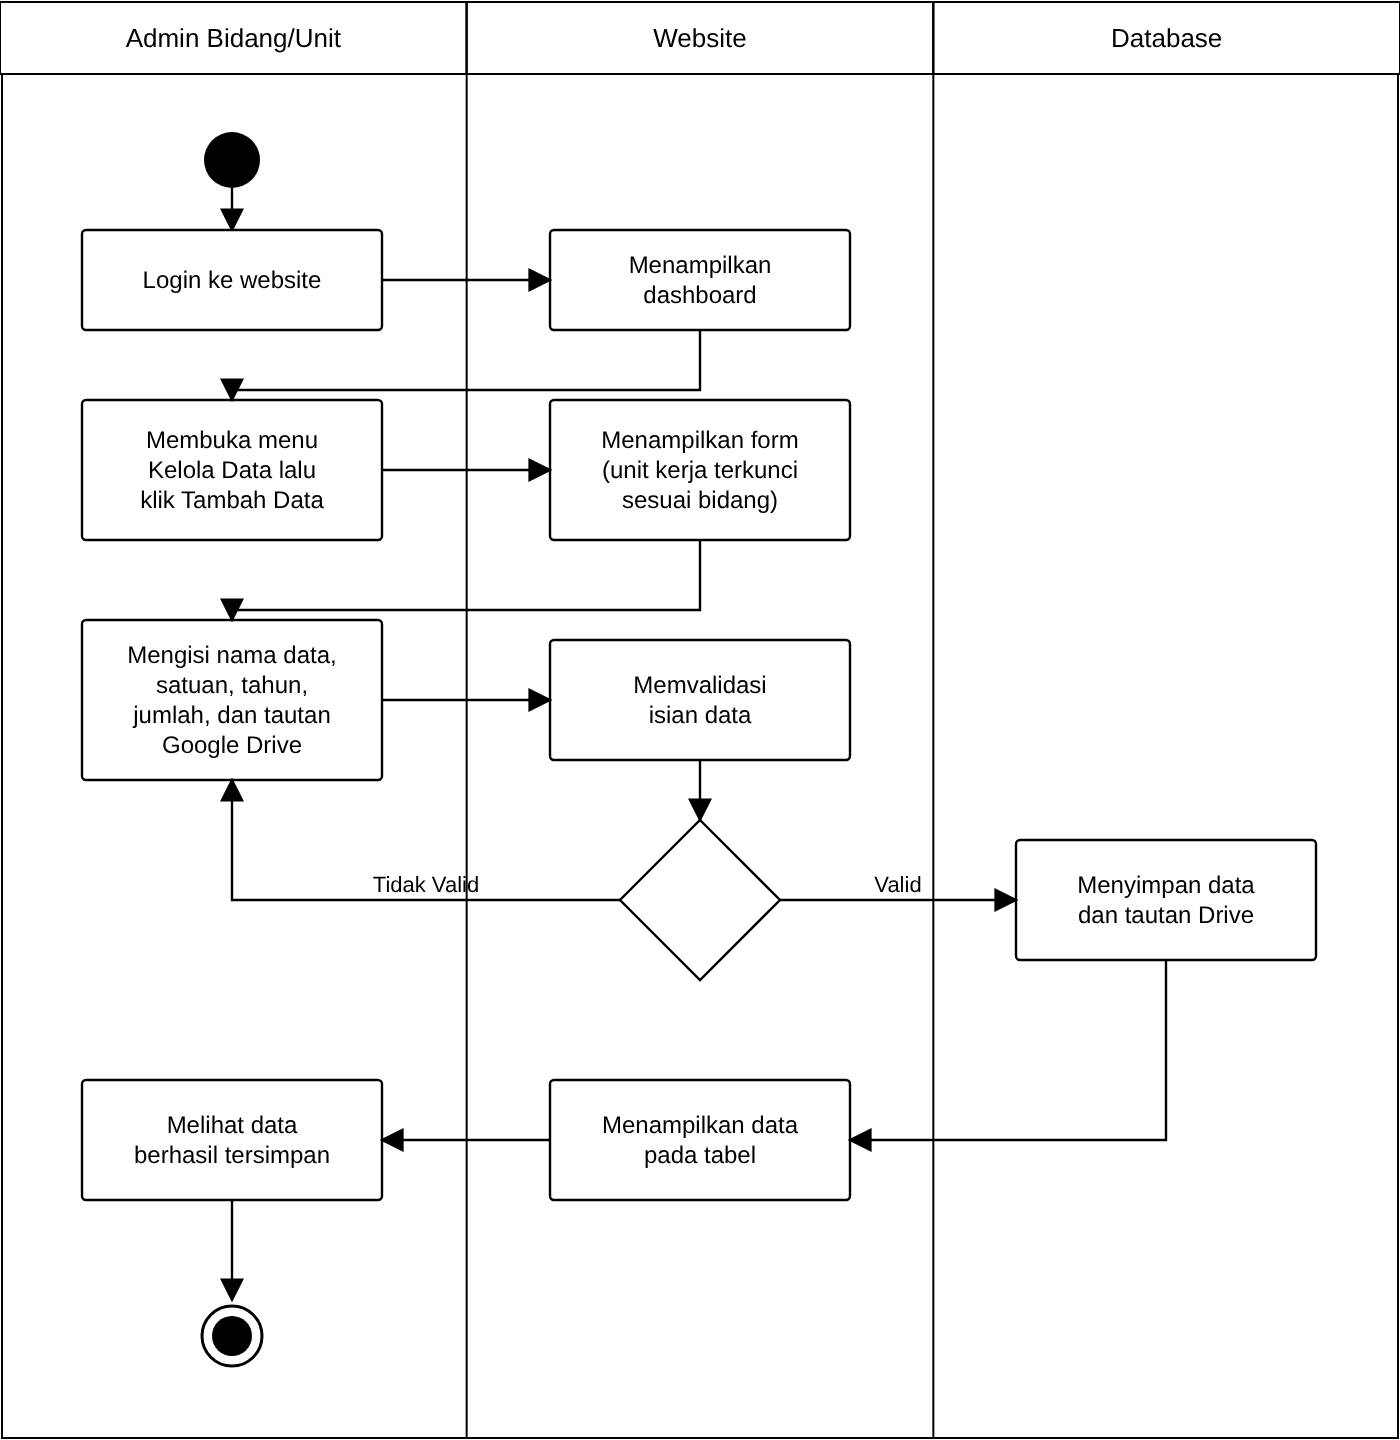 Admin Bidang/Unit
Website
Database
Login ke website
Menampilkan
dashboard
Membuka menu
Kelola Data lalu
klik Tambah Data
Menampilkan form
(unit kerja terkunci
sesuai bidang)
Mengisi nama data,
satuan, tahun,
jumlah, dan tautan
Google Drive
Memvalidasi
isian data
Tidak Valid
Valid
Menyimpan data
dan tautan Drive
Melihat data
berhasil tersimpan
Menampilkan data
pada tabel